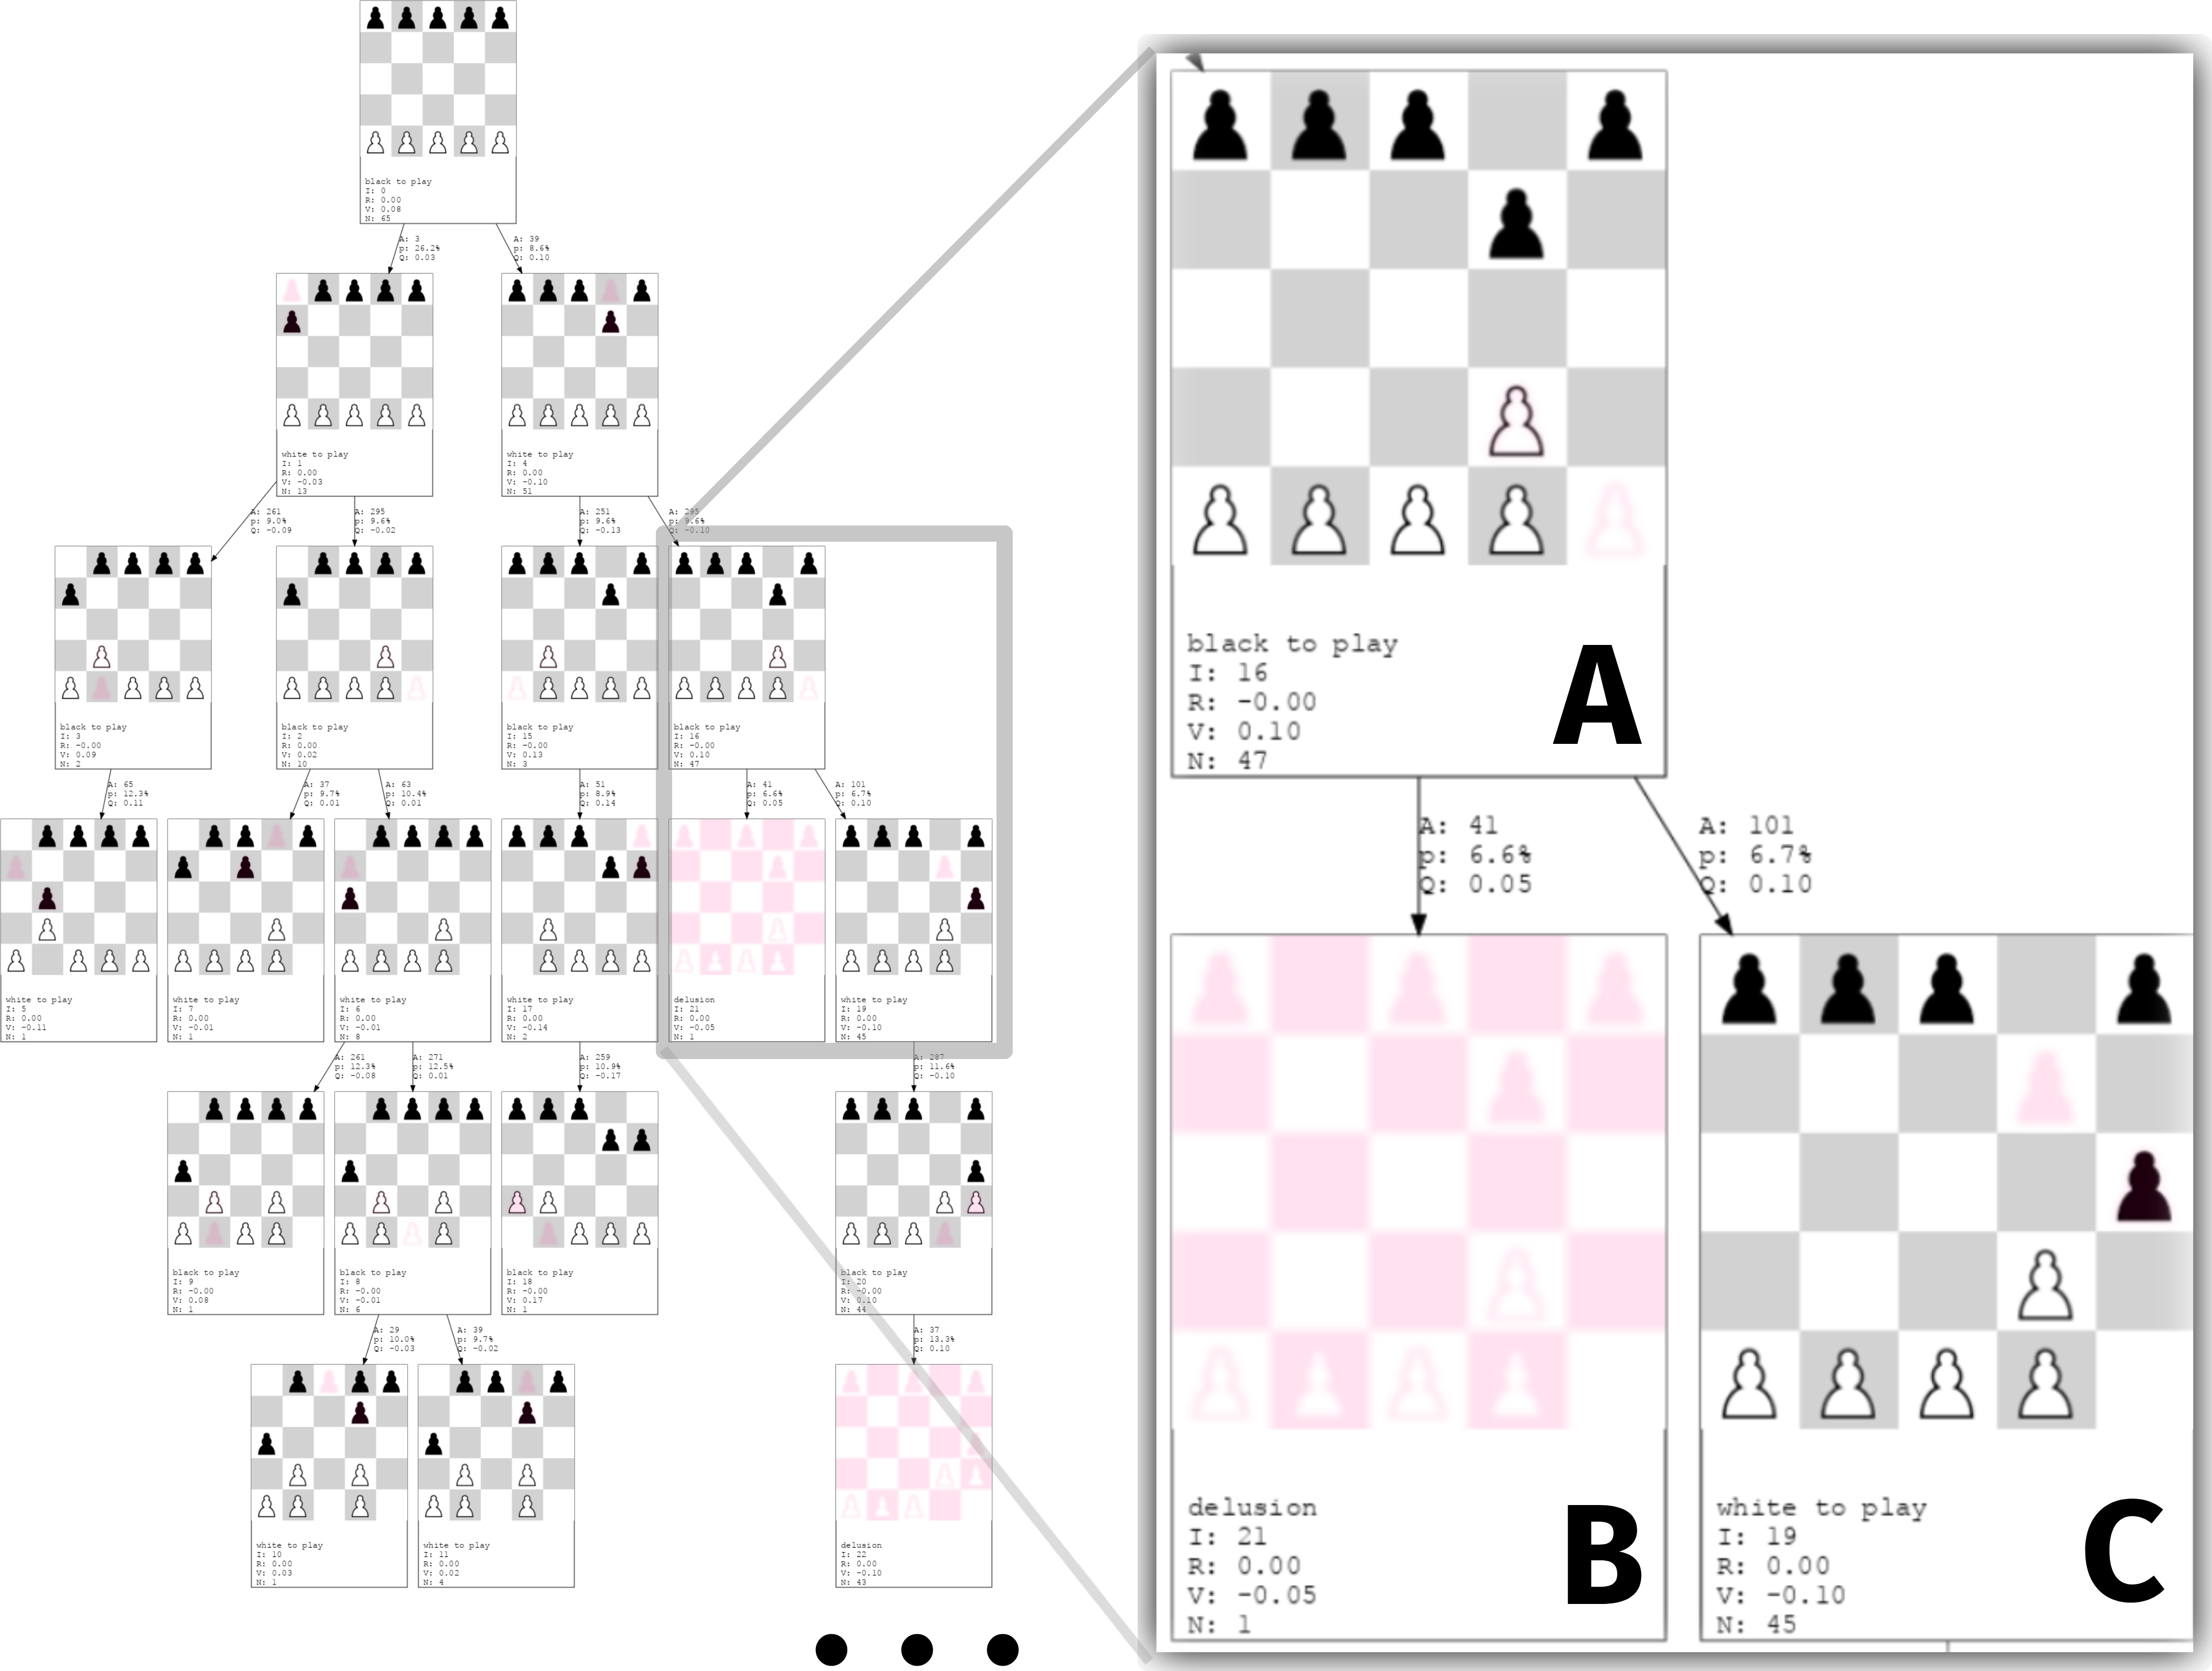 black to play
I: 0
R: 0.00
V: 0.08
N: 65
A: 3
p: 26.2%
Q: 0.03
A: 39
p: 8.6%
Q: 0.10
white to play
I: 1
R: 0.00
V: -0.03
N: 13
white to play
I: 4
R: 0.00
V: -0.10
N: 51
A: 261
p: 9.0%
Q: -0.09
A: 295
p: 9.6%
Q: -0.02
A: 251
p: 9.6%
Q: -0.13
A: 295
p: 9.6%
Q: -0.10
black to play
I: 3
R: -0.00
V: 0.09
N: 2
black to play
I: 2
R: 0.00
V: 0.02
N: 10
black to play
I: 15
R: -0.00
V: 0.13
N: 3
black to play
I: 16
R: -0.00
V: 0.10
N: 47
A: 65
p: 12.3%
Q: 0.11
A: 37
p: 9.7%
Q: 0.01
A: 63
p: 10.4%
Q: 0.01
A: 51
p: 8.9%
Q: 0.14
A: 41
p: 6.6%
Q: 0.05
A: 101
p: 6.7%
Q: 0.10
white to play
I: 5
R: 0.00
V: -0.11
N: 1
white to play
I: 7
R: 0.00
V: -0.01
N: 1
white to play
I: 6
R: 0.00
V: -0.01
N: 8
white to play
I: 17
R: 0.00
V: -0.14
N: 2
delusion
I: 21
R: 0.00
V: -0.05
N: 1
white to play
I: 19
R: 0.00
V: -0.10
N: 45
A: 261
p: 12.3%
Q: -0.08
A: 271
p: 12.5%
Q: 0.01
A: 259
p: 10.9%
Q: -0.17
A: 287
p: 11.6%
Q: -0.10
black to play
I: 9
R: -0.00
V: 0.08
N: 1
black to play
I: 8
R: -0.00
V: -0.01
N: 6
black to play
I: 18
R: -0.00
V: 0.17
N: 1
black to play
I: 20
R: -0.00
V: 0.10
N: 44
A: 29
p: 10.0%
Q: -0.03
A: 39
p: 9.7%
Q: -0.02
A: 37
p: 13.3%
Q: 0.10
white to play
I: 10
R: 0.00
V: 0.03
N: 1
white to play
I: 11
R: 0.00
V: 0.02
N: 4
delusion
I: 22
R: 0.00
V: -0.10
N: 43
black to play
I: 16
R: -0.00
V: 0.10
N: 47
A
A: 41
p: 6.6%
Q: 0.05
A: 101
p: 6.7%
Q: 0.10
delusion
I: 21
R: 0.00
V: -0.05
N: 1
B
white to play
I: 19
R: 0.00
V: -0.10
N: 45
C